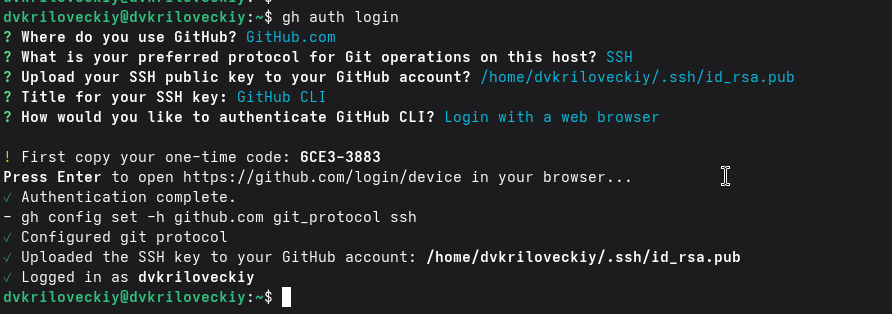 dvkriloveckiy@dvkriloveckiy:~$
dvkriloveckiy@dvkriloveckiy:~$ gh auth login
? Where do you use GitHub? GitHub.com
? What is your preferred protocol for Git operations on this host? SSH
? Upload your SSH public key to your GitHub account? /home/dvkriloveckiy/.ssh/id_rsa.pub
? Title for your SSH key: GitHub CLI
? How would you like to authenticate GitHub CLI? Login with a web browser
! First copy your one-time code: 6CE3-3883
Press Enter to open https://github.com/login/device in your browser...
✓ Authentication complete.
- gh config set -h github.com git_protocol ssh
✓ Configured git protocol
✓ Uploaded the SSH key to your GitHub account: /home/dvkriloveckiy/.ssh/id_rsa.pub
✓ Logged in as dvkriloveckiy
dvkriloveckiy@dvkriloveckiy:~$